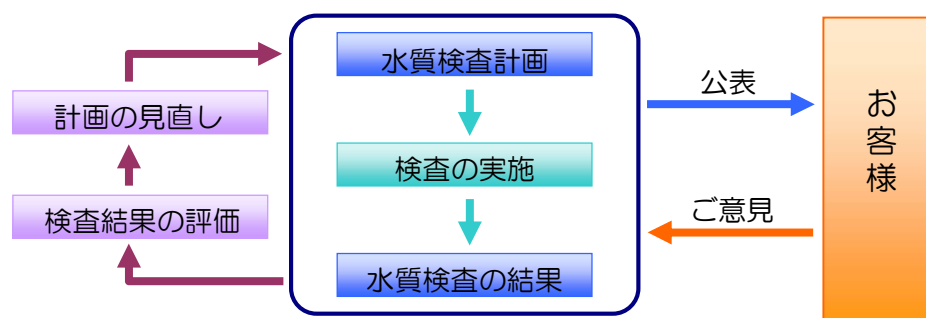 水質検査計画
計画の見直し
公表
検査の実施
お客様
検査結果の評価
ご意見
水質検査の結果